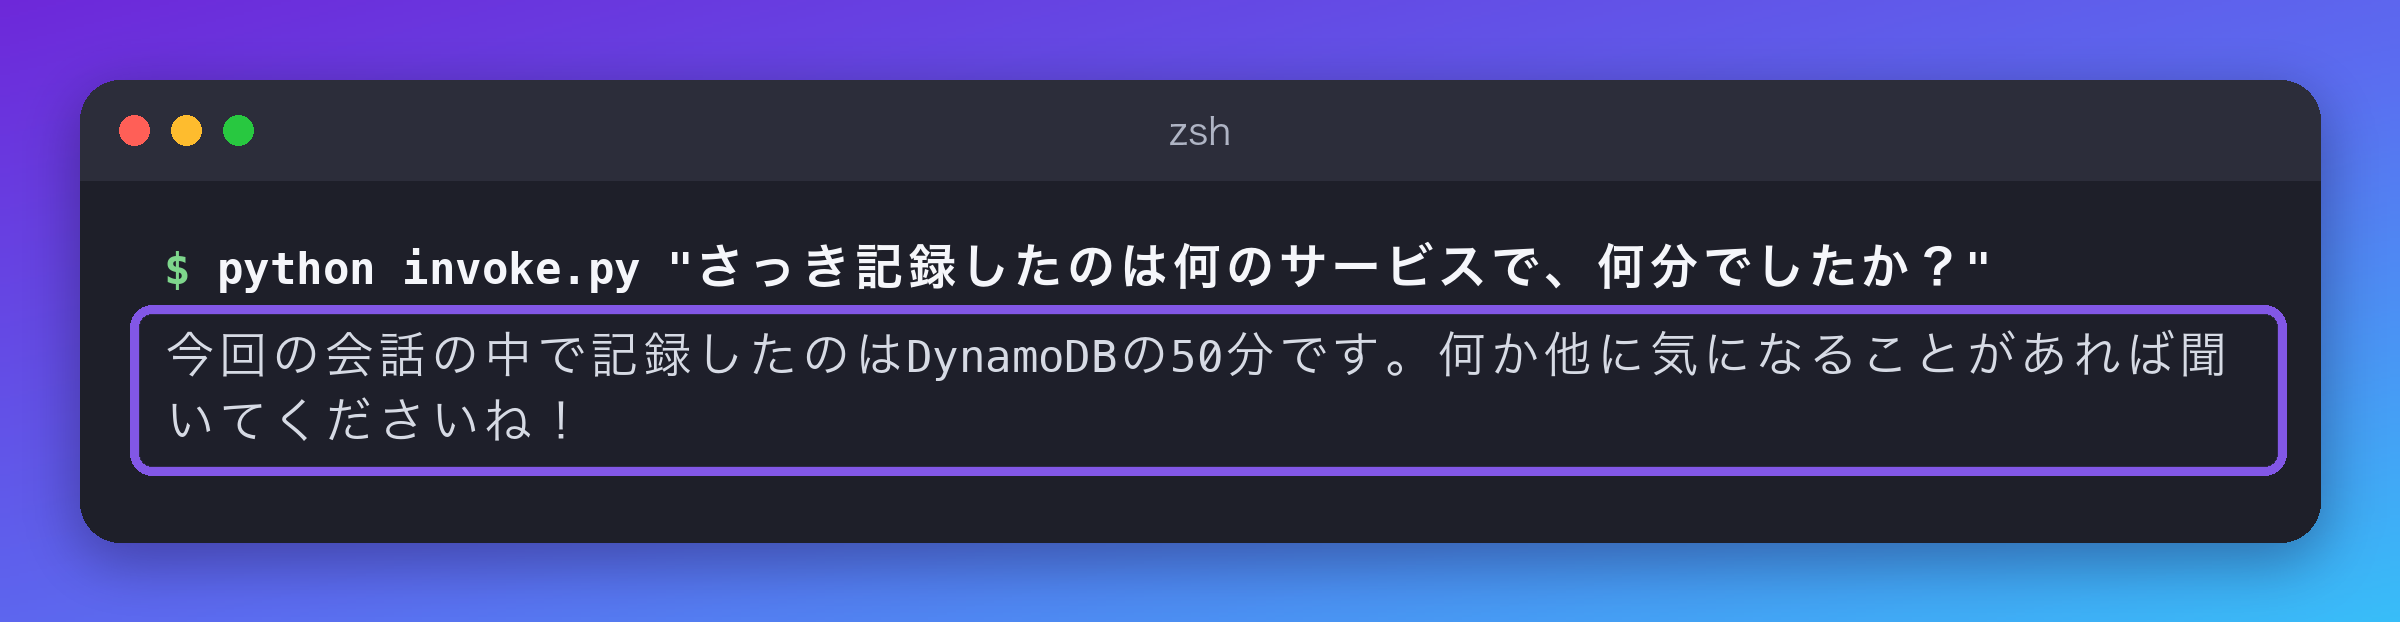 zsh
$ python invoke.py "さっき記録したのは何のサービスで、何分でしたか？"
今回の会話の中で記録したのはDynamoDBの50分です。何か他に気になることがあれば聞
いてくださいね！